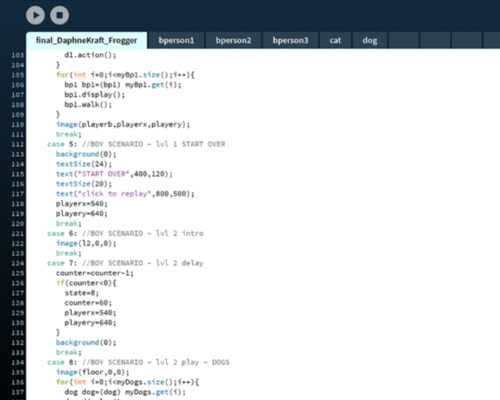 final_DaphneKraft_Frogger bperson1 bperson2 bperson3 cat dog
103 d1.action();
104 }
105 for(int i=0;i<myBp1.size();i++){
106 bp1 bp1=(bp1) myBp1.get(i);
107 bp1.display();
108 bp1.walk();
109 }
110 image(playerb,playerx,playery);
111 break;
112 case 5: //BOY SCENARIO - lvl 1 START OVER
113 background(0);
114 textSize(24);
115 text("START OVER",400,120);
116 textSize(20);
117 text("click to replay",800,500);
118 playerx=540;
119 playery=640;
120 break;
121 case 6: //BOY SCENARIO - lvl 2 intro
122 image(l2,0,0);
123 break;
124 case 7: //BOY SCENARIO - lvl 2 delay
125 counter=counter-1;
126 if(counter<0){
127 state=8;
128 counter=60;
129 playerx=540;
130 playery=640;
131 }
132 background(0);
133 break;
134 case 8: //BOY SCENARIO - lvl 2 play - DOGS
135 image(floor,0,0);
136 for(int i=0;i<myDogs.size();i++){
137 dog dog=(dog) myDogs.get(i);